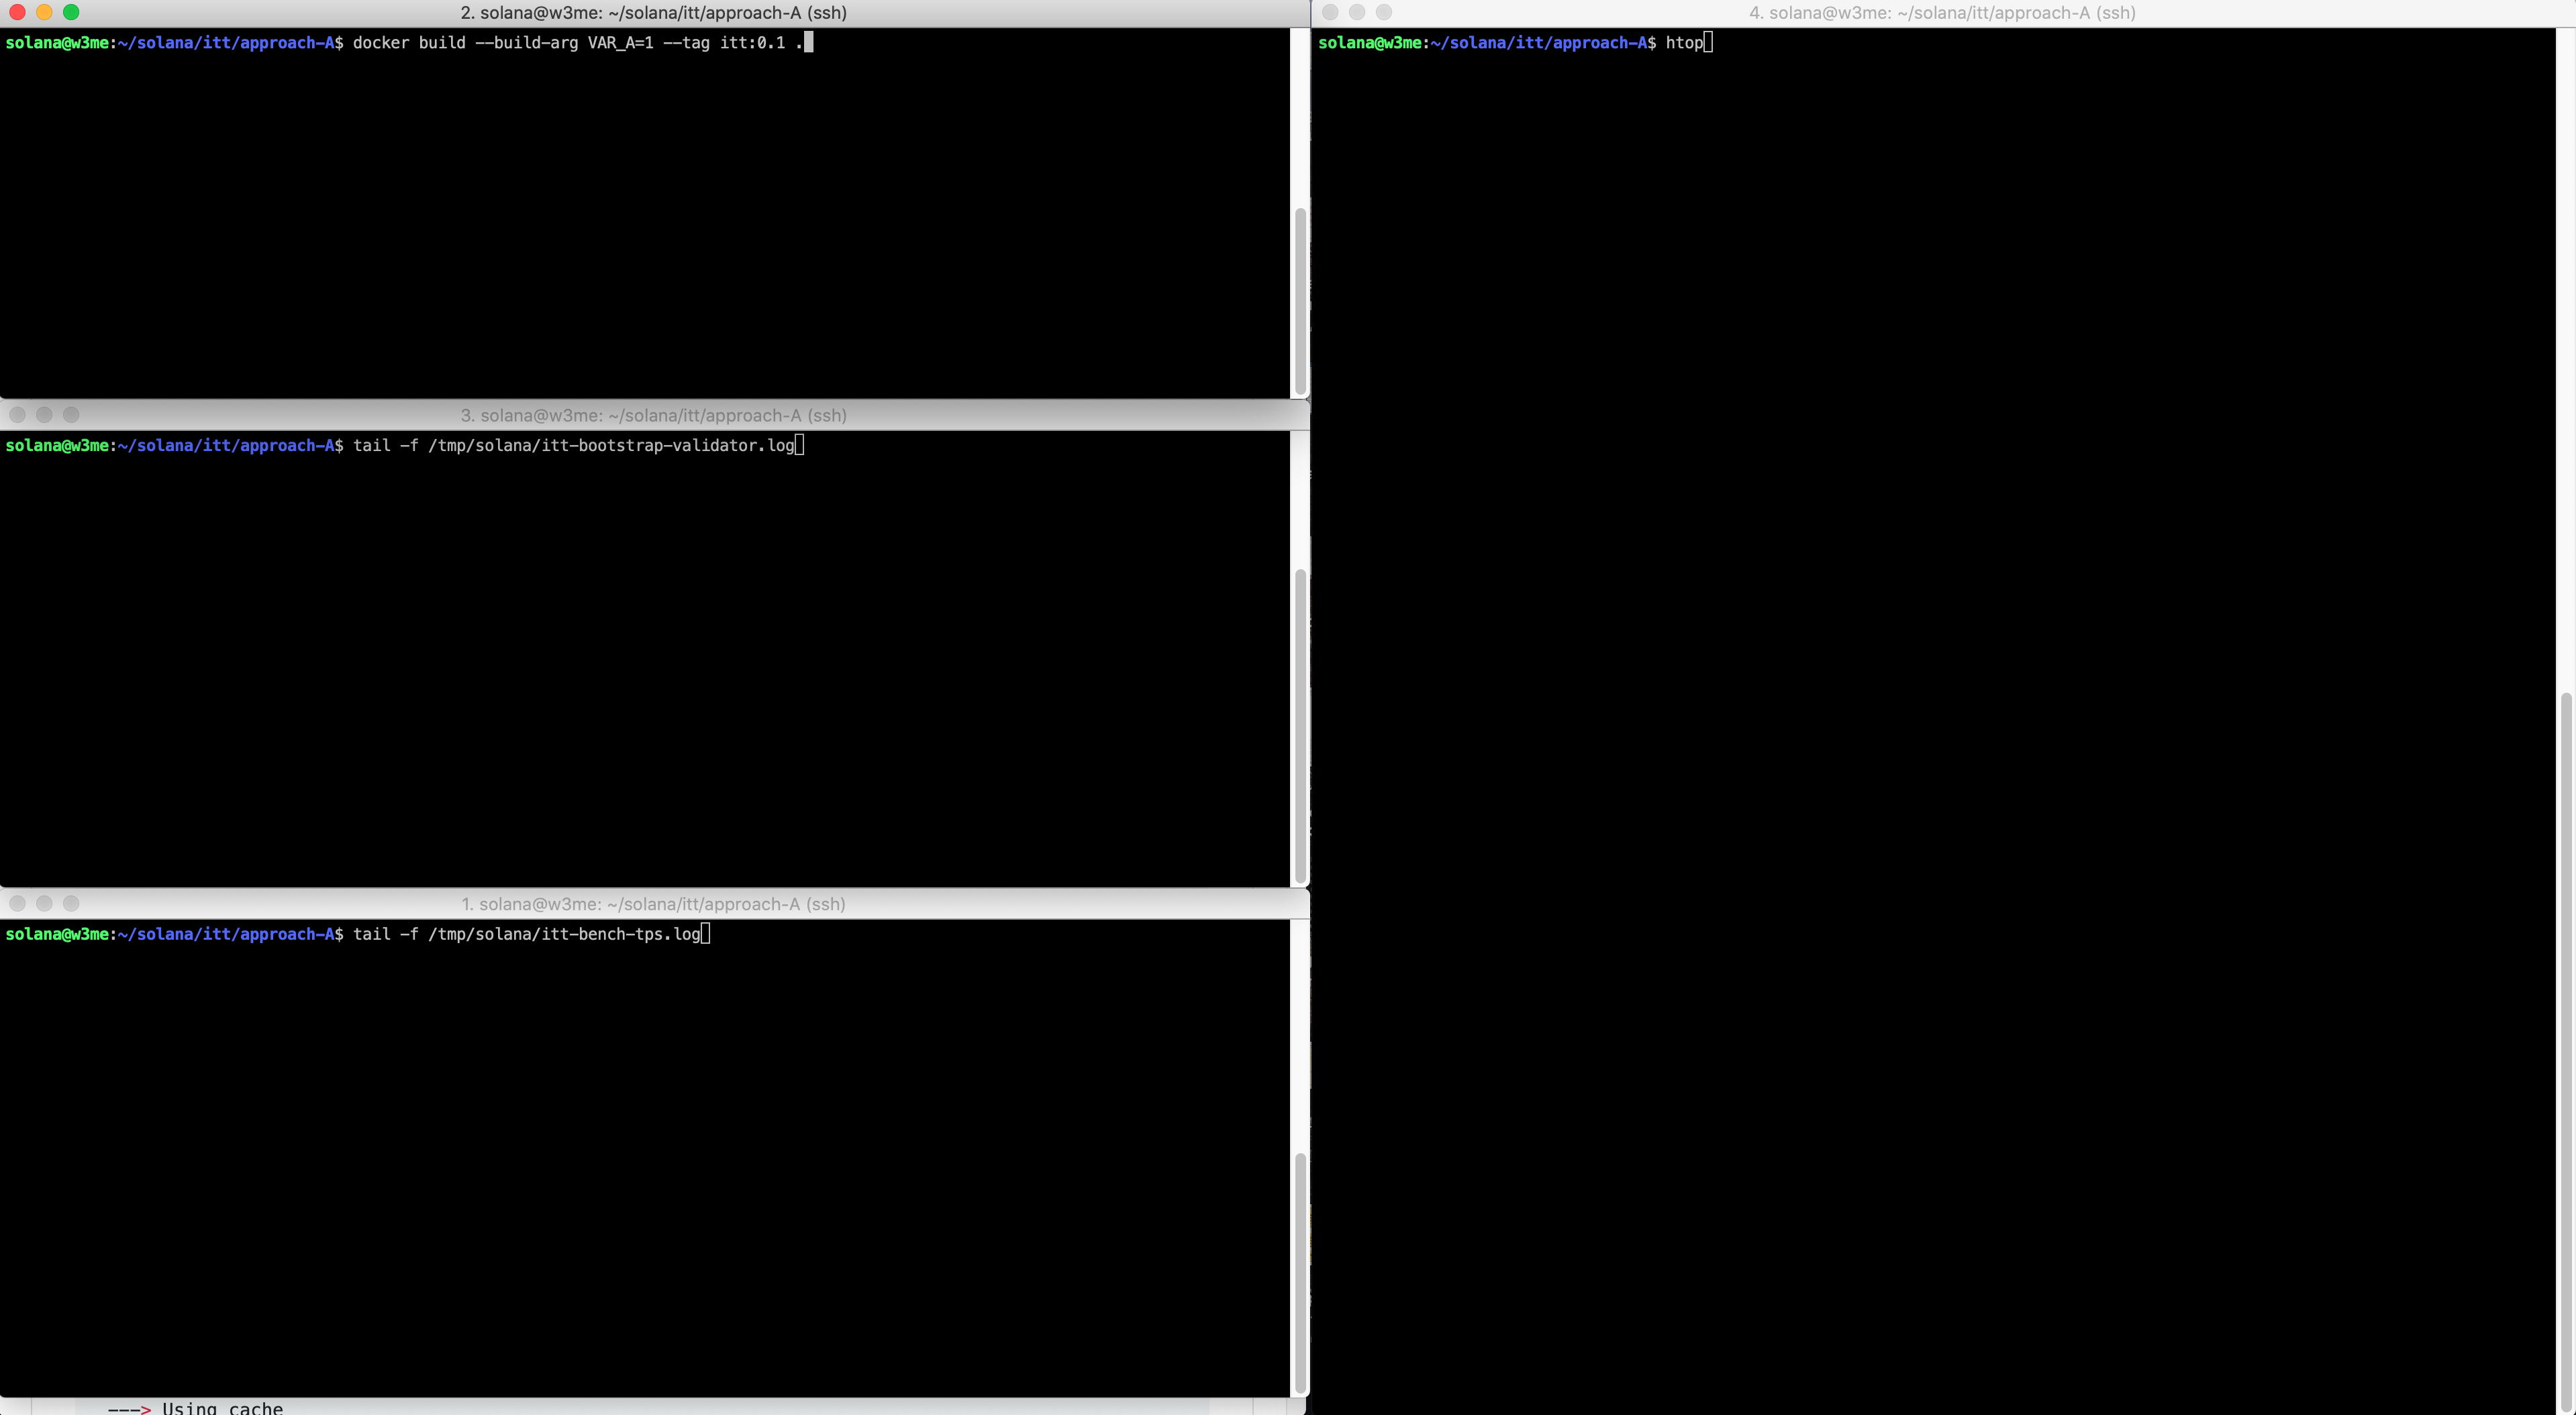 2. solana@w3me: ~/solana/itt/approach-A (ssh)
solana@w3me:~/solana/itt/approach-A$ docker build --build-arg VAR_A=1 --tag itt:0.1 .
3. solana@w3me: ~/solana/itt/approach-A (ssh)
solana@w3me:~/solana/itt/approach-A$ tail -f /tmp/solana/itt-bootstrap-validator.log
1. solana@w3me: ~/solana/itt/approach-A (ssh)
solana@w3me:~/solana/itt/approach-A$ tail -f /tmp/solana/itt-bench-tps.log
---> Using cache
4. solana@w3me: ~/solana/itt/approach-A (ssh)
solana@w3me:~/solana/itt/approach-A$ htop